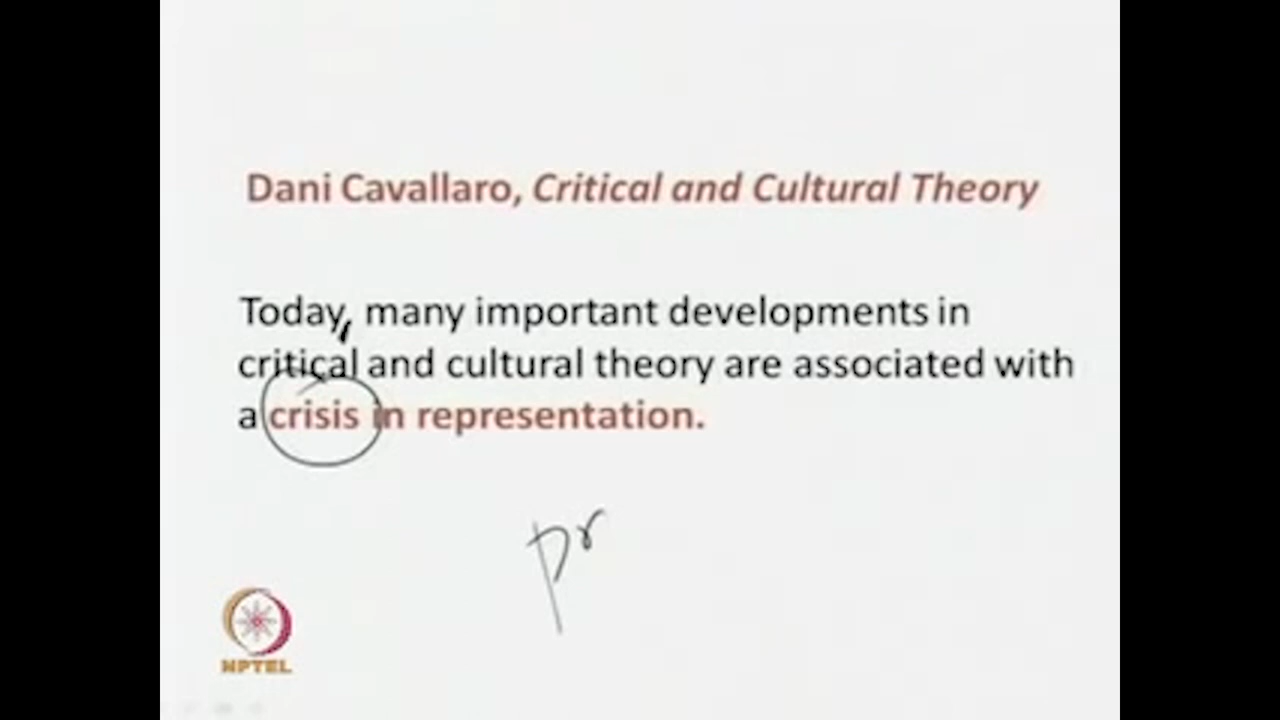 Dani Cavallaro, Critical and Cultural Theory
Today, many important developments in
critical and cultural theory are associated with
a crisis in representation.
pr
NPTEL